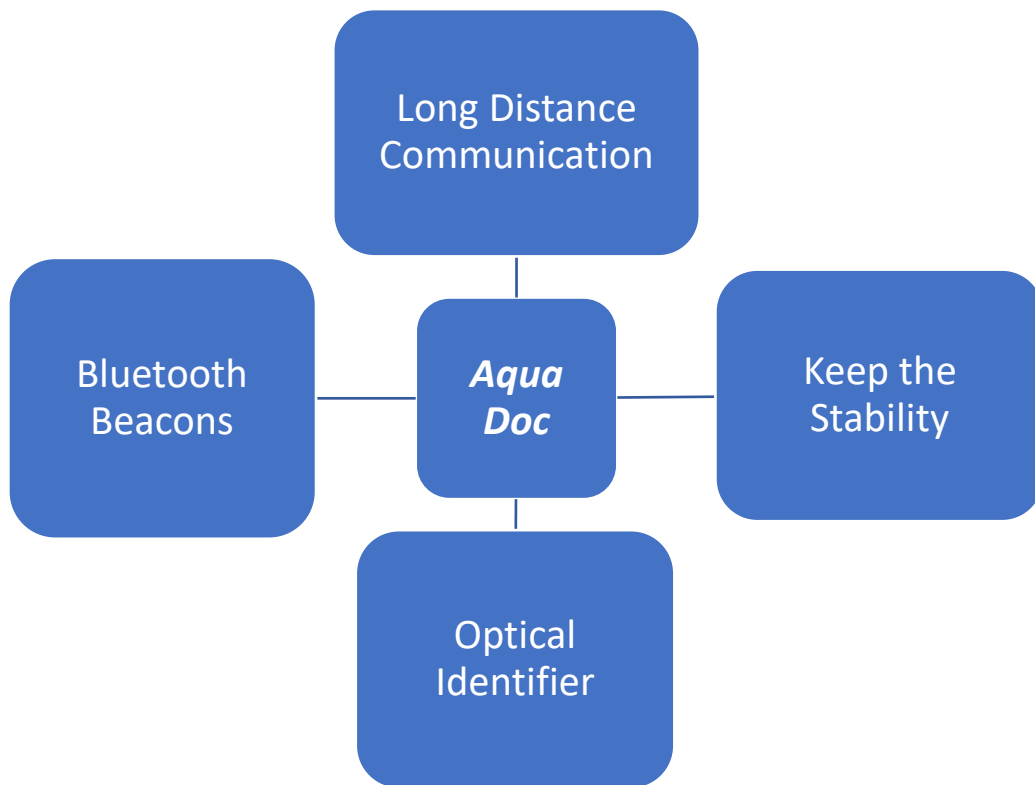 Long Distance
Communication
Bluetooth
Beacons
Aqua
Doc
Keep the
Stability
Optical
Identifier